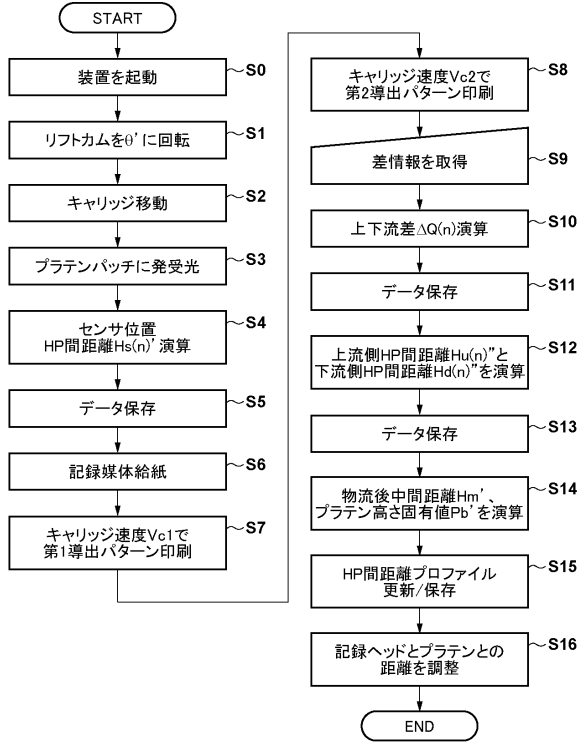 START
装置を起動
S0
リフトカムをθ’に回転
S1
キャリッジ移動
S2
プラテンパッチに発受光
S3
センサ位置
HP間距離Hs(n)’演算
S4
データ保存
S5
記録媒体給紙
S6
キャリッジ速度Vc1で
第1導出パターン印刷
S7
キャリッジ速度Vc2で
第2導出パターン印刷
S8
差情報を取得
S9
上下流差ΔQ(n)演算
S10
データ保存
S11
上流側HP間距離Hu(n)”と
下流側HP間距離Hd(n)”を演算
S12
データ保存
S13
物流後中間距離Hm’、
プラテン高さ固有値Pb’を演算
S14
HP間距離プロファイル
更新/保存
S15
記録ヘッドとプラテンとの
距離を調整
S16
END